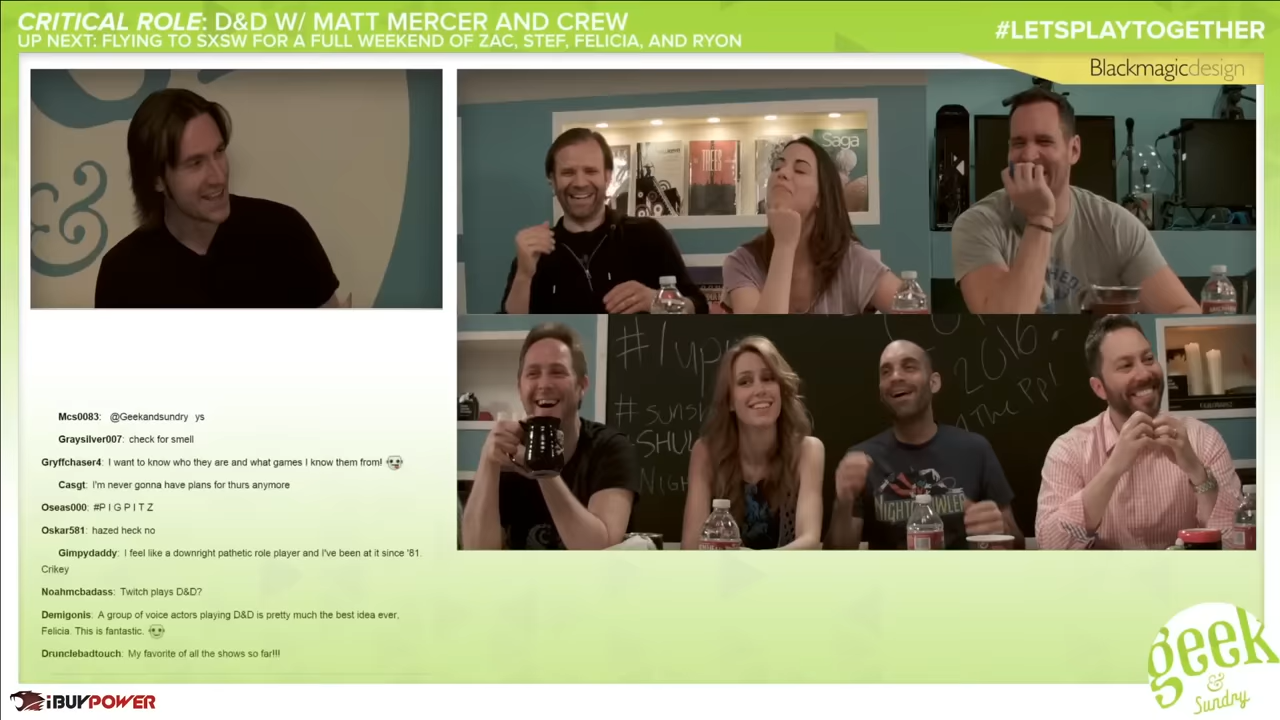 CRITICAL ROLE: D&D W/ MATT MERCER AND CREW
UP NEXT: FLYING TO SXSW FOR A FULL WEEKEND OF ZAC, STEF, FELICIA, AND RYON
#LETSPLAYTOGETHER
Blackmagicdesign
&
TREES
Saga
#1up
2016
#sunsh
SHU
NIGH
NIGHTCRAWLER
Mcs0083: @Geekandsundry ys
Graysilver007: check for smell
Gryffchaser4: I want to know who they are and what games I know them from!
Casgt: I'm never gonna have plans for thurs anymore
Oseas000: #P I G P I T Z
Oskar581: hazed heck no
Gimpydaddy: I feel like a downright pathetic role player and I've been at it since '81.
Crikey
Noahmcbadass: Twitch plays D&D?
Demigonis: A group of voice actors playing D&D is pretty much the best idea ever,
Felicia. This is fantastic.
Drunclebadtouch: My favorite of all the shows so far!!!
geek
&
Sundry
iBUYPOWER